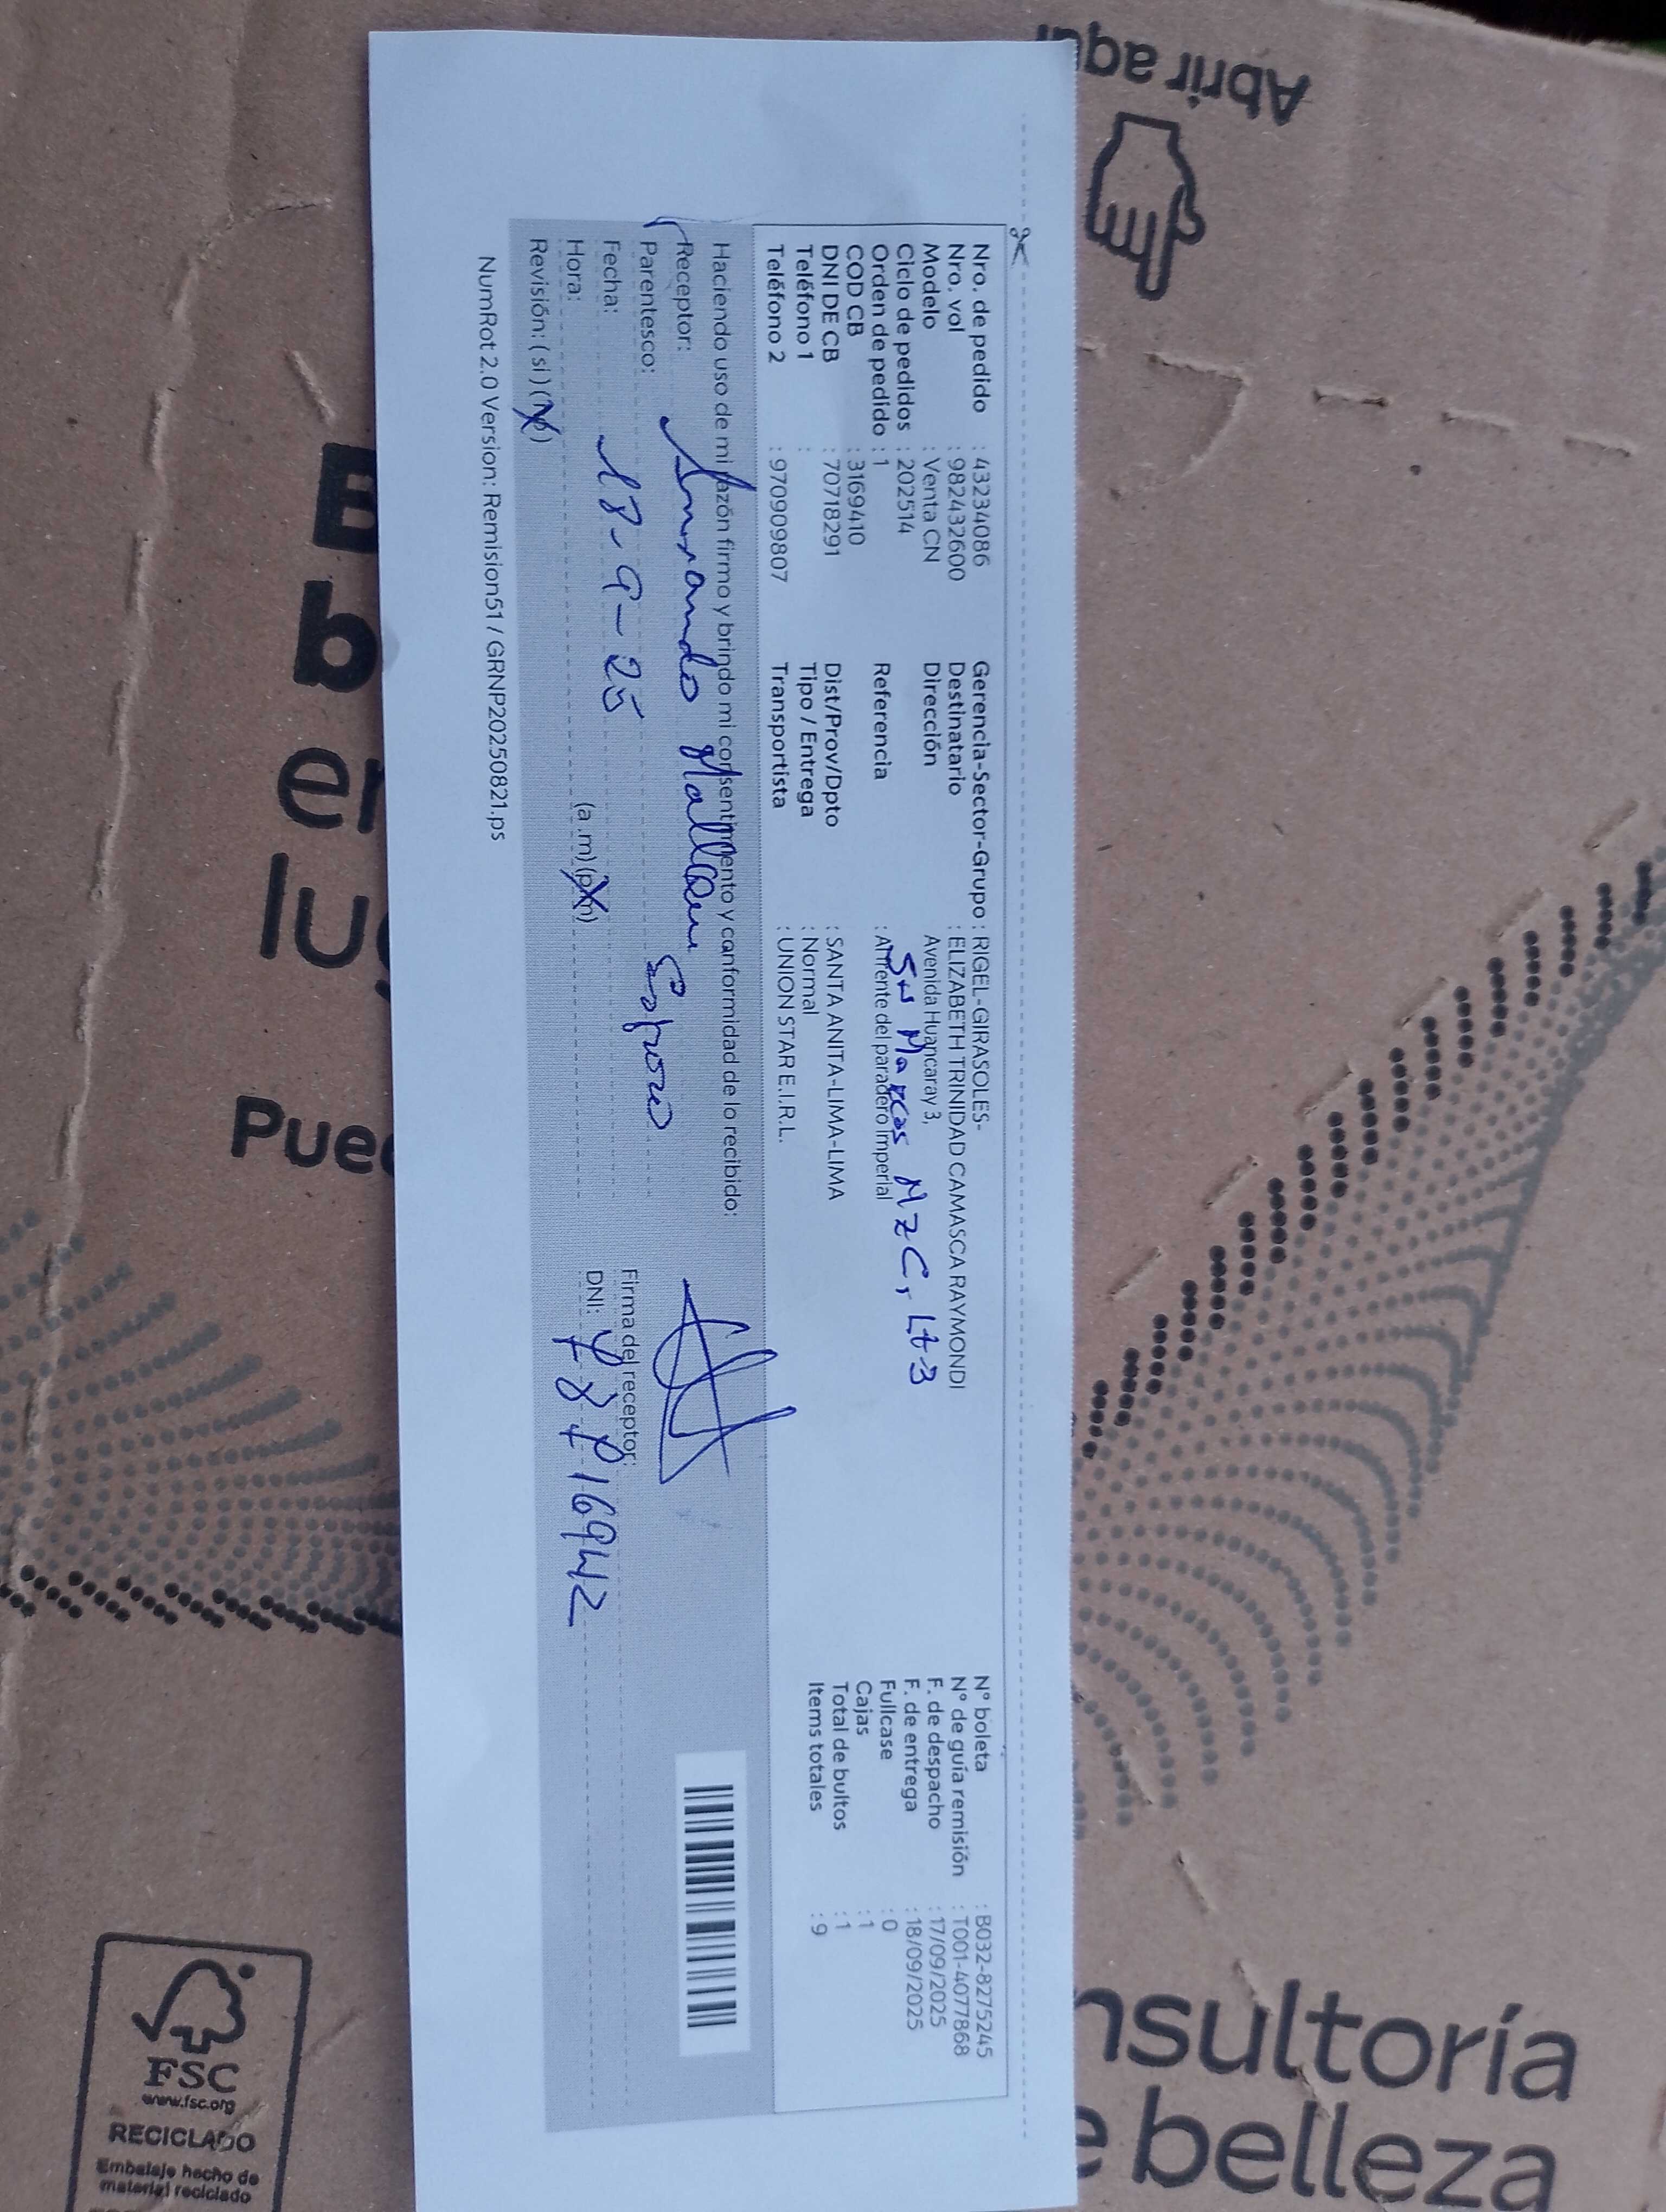 Abrir aquí
Nro. de pedido : 43234086
Nro. vol : 982432600
Modelo : Venta CN
Ciclo de pedidos : 202514
Orden de pedido : 1
COD CB : 3169410
DNI DE CB : 70718291
Teléfono 1 :
Teléfono 2 : 970909807
Gerencia-Sector-Grupo : RIGEL-GIRASOLES-
Destinatario : ELIZABETH TRINIDAD CAMASCA RAYMONDI
Dirección Avenida Huancaray 3,
Sn Marcos Mz C, Lt 3
Referencia : Al frente del paradero imperial
Dist/Prov/Dpto : SANTA ANITA-LIMA-LIMA
Tipo / Entrega : Normal
Transportista : UNION STAR E.I.R.L.
N° boleta : B032-8275245
N° de guía remisión : T001-4077868
F. de despacho : 17/09/2025
F. de entrega : 18/09/2025
Fullcase : 0
Cajas : 1
Total de bultos : 1
Items totales : 9
Haciendo uso de mi razón firmo y brindo mi consentimento y conformidad de lo recibido:
Receptor:
Parentesco: Esposo
Fecha: 18-9-25
Hora: (a.m) (p.m)
Revisión: ( si ) ( no )
Firma del receptor:
DNI:
NumRot 2.0 Version: Remision51 / GRNP20250821.ps
nsultoría
e belleza
FSC
www.fsc.org
RECICLADO
Embalaje hecho de
material reciclado